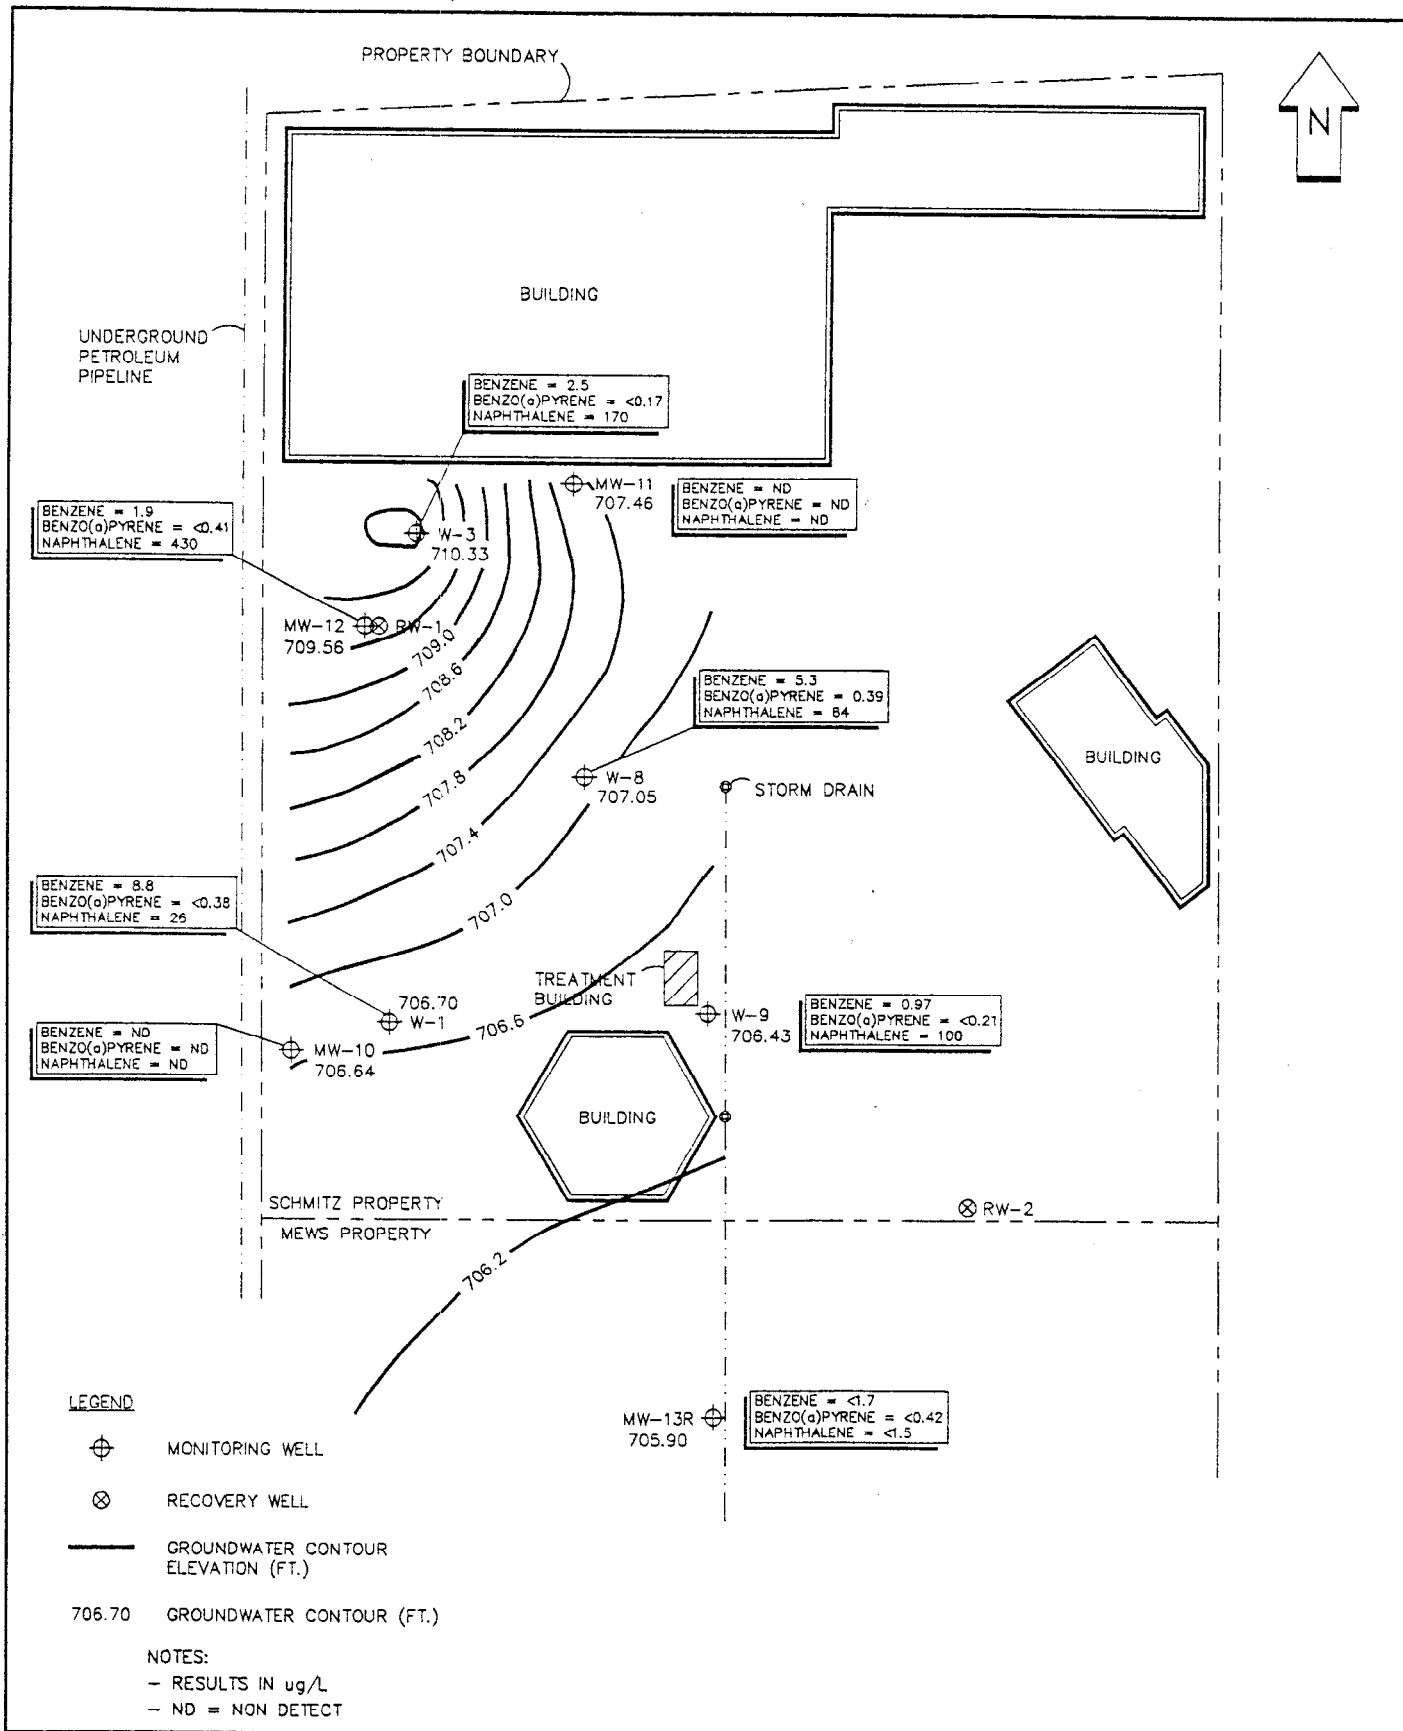 PROPERTY BOUNDARY
N
BUILDING
UNDERGROUND
PETROLEUM
PIPELINE
BENZENE = 2.5
BENZO(a)PYRENE = <0.17
NAPHTHALENE = 170
MW-11
707.46
BENZENE = ND
BENZO(a)PYRENE = ND
NAPHTHALENE = ND
BENZENE = 1.9
BENZO(a)PYRENE = <0.41
NAPHTHALENE = 430
W-3
710.33
MW-12
709.56
RW-1
709.0
708.6
708.2
707.8
707.4
707.0
BENZENE = 5.3
BENZO(a)PYRENE = 0.39
NAPHTHALENE = 84
W-8
707.05
STORM DRAIN
BUILDING
BENZENE = 8.8
BENZO(a)PYRENE = <0.38
NAPHTHALENE = 26
706.70
W-1
TREATMENT
BUILDING
706.6
W-9
706.43
BENZENE = 0.97
BENZO(a)PYRENE = <0.21
NAPHTHALENE = 100
BENZENE = ND
BENZO(a)PYRENE = ND
NAPHTHALENE = ND
MW-10
706.64
BUILDING
SCHMITZ PROPERTY
MEWS PROPERTY
RW-2
706.2
MW-13R
705.90
BENZENE = <1.7
BENZO(a)PYRENE = <0.42
NAPHTHALENE = <1.5
LEGEND
MONITORING WELL
RECOVERY WELL
GROUNDWATER CONTOUR
ELEVATION (FT.)
706.70 GROUNDWATER CONTOUR (FT.)
NOTES:
- RESULTS IN ug/L
- ND = NON DETECT